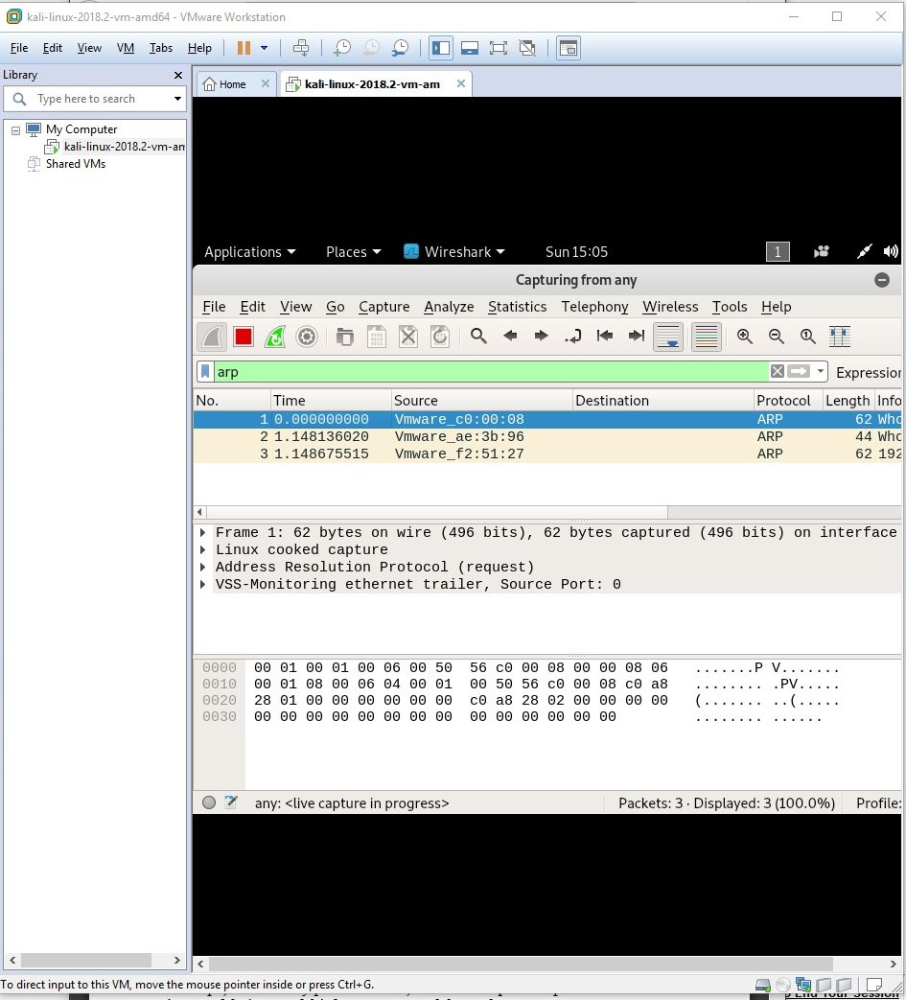 kali-linux-2018.2-vm-amd64 - VMware Workstation
File Edit View VM Tabs Help
Library
Type here to search
My Computer
kali-linux-2018.2-vm-am
Shared VMs
Home kali-linux-2018.2-vm-am
Applications Places Wireshark Sun 15:05 1
Capturing from any
File Edit View Go Capture Analyze Statistics Telephony Wireless Tools Help
arp Expression
No. Time Source Destination Protocol Length Info
1 0.000000000 Vmware_c0:00:08 ARP 62 Who
2 1.148136020 Vmware_ae:3b:96 ARP 44 Who
3 1.148675515 Vmware_f2:51:27 ARP 62 192
Frame 1: 62 bytes on wire (496 bits), 62 bytes captured (496 bits) on interface
Linux cooked capture
Address Resolution Protocol (request)
VSS-Monitoring ethernet trailer, Source Port: 0
0000 00 01 00 01 00 06 00 50 56 c0 00 08 00 00 08 06 .......P V.......
0010 00 01 08 00 06 04 00 01 00 50 56 c0 00 08 c0 a8 ........ .PV.....
0020 28 01 00 00 00 00 00 00 c0 a8 28 02 00 00 00 00 (....... ..(.....
0030 00 00 00 00 00 00 00 00 00 00 00 00 00 00 ........ ......
any: <live capture in progress> Packets: 3 · Displayed: 3 (100.0%) Profile:
To direct input to this VM, move the mouse pointer inside or press Ctrl+G.
End Your Session